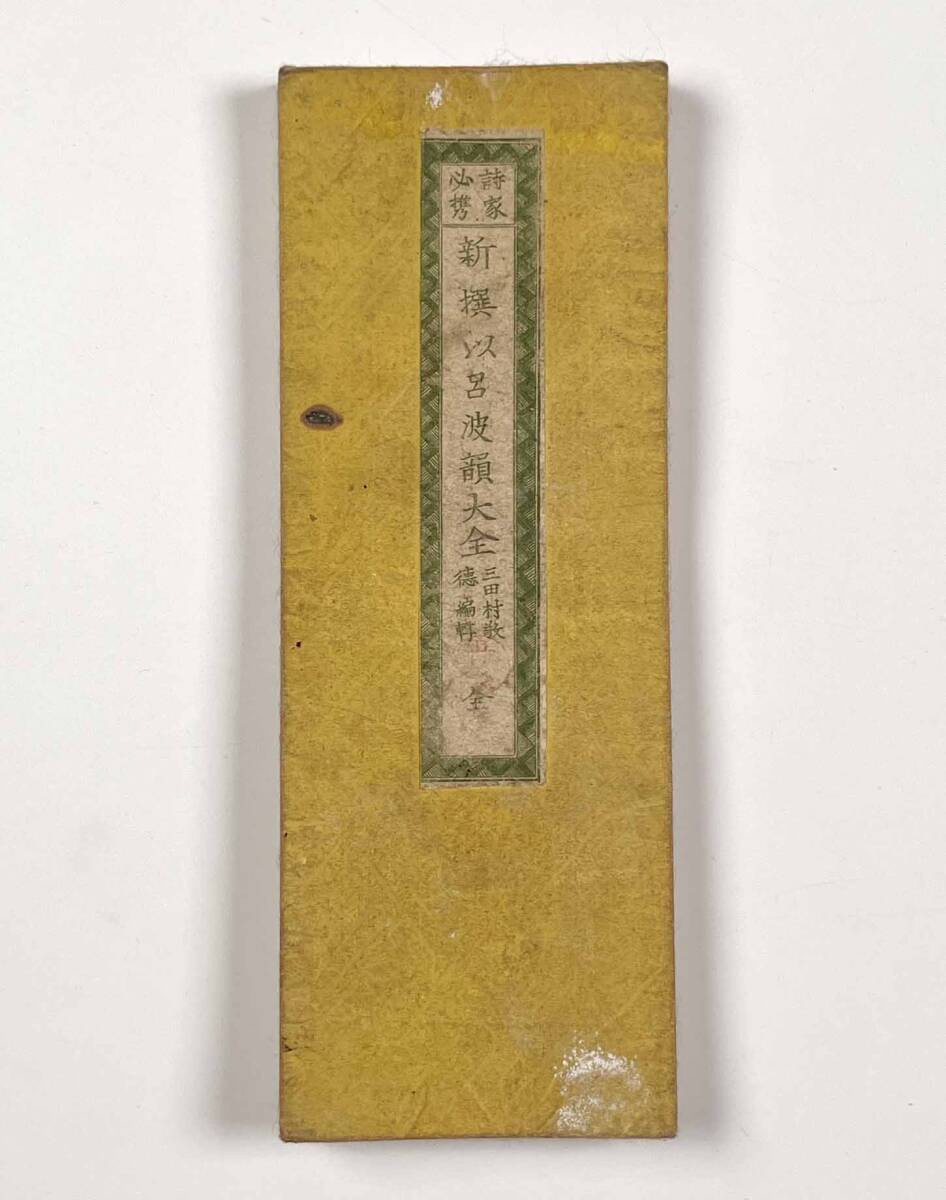 詩家
必携
新撰以呂波韻大全
三田村敬
德編輯
全